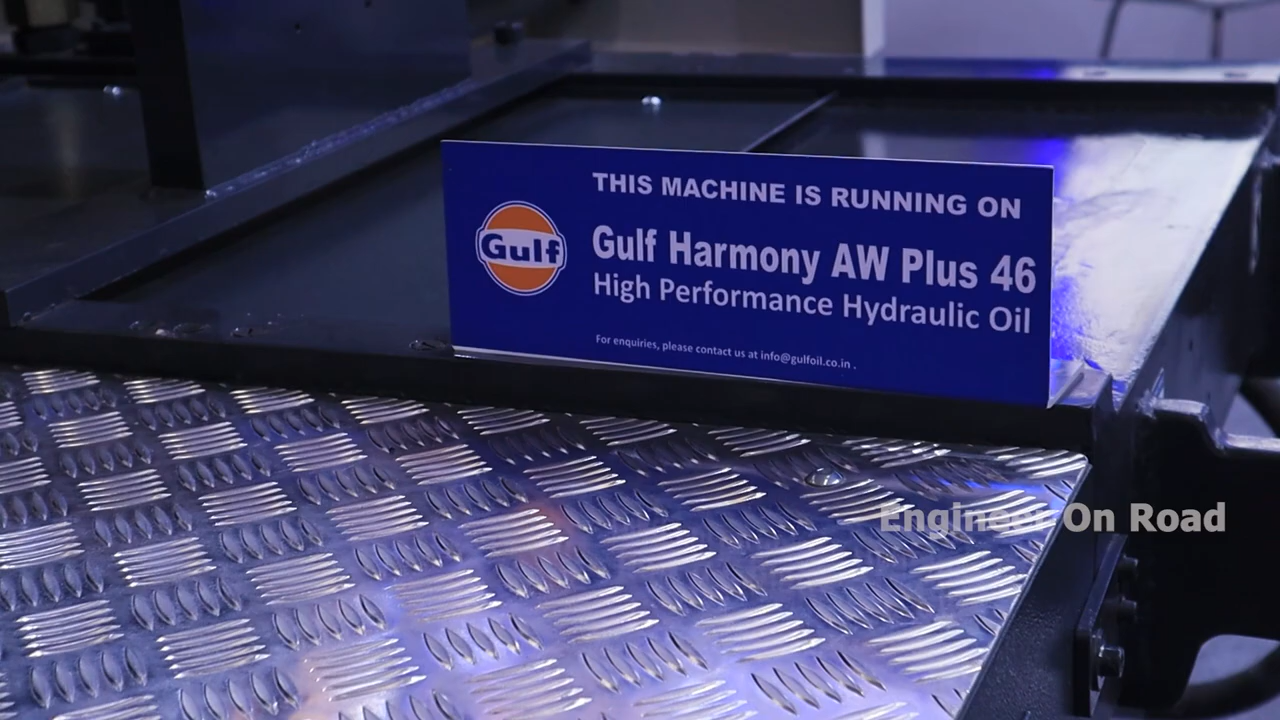 THIS MACHINE IS RUNNING ON
Gulf
Gulf Harmony AW Plus 46
High Performance Hydraulic Oil
For enquiries, please contact us at info@gulfoil.co.in .
Engineer On Road